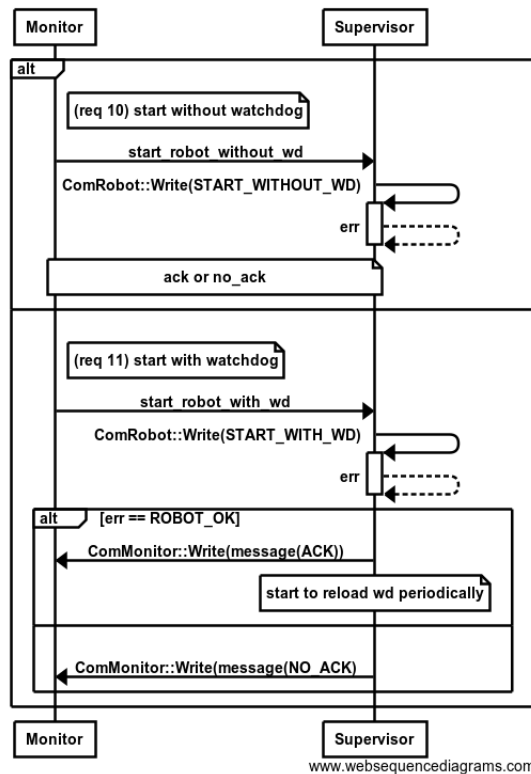 Monitor Supervisor
alt
(req 10) start without watchdog
start_robot_without_wd
ComRobot::Write(START_WITHOUT_WD)
err
ack or no_ack
(req 11) start with watchdog
start_robot_with_wd
ComRobot::Write(START_WITH_WD)
err
alt [err == ROBOT_OK]
ComMonitor::Write(message(ACK))
start to reload wd periodically
ComMonitor::Write(message(NO_ACK)
Monitor Supervisor
www.websequencediagrams.com